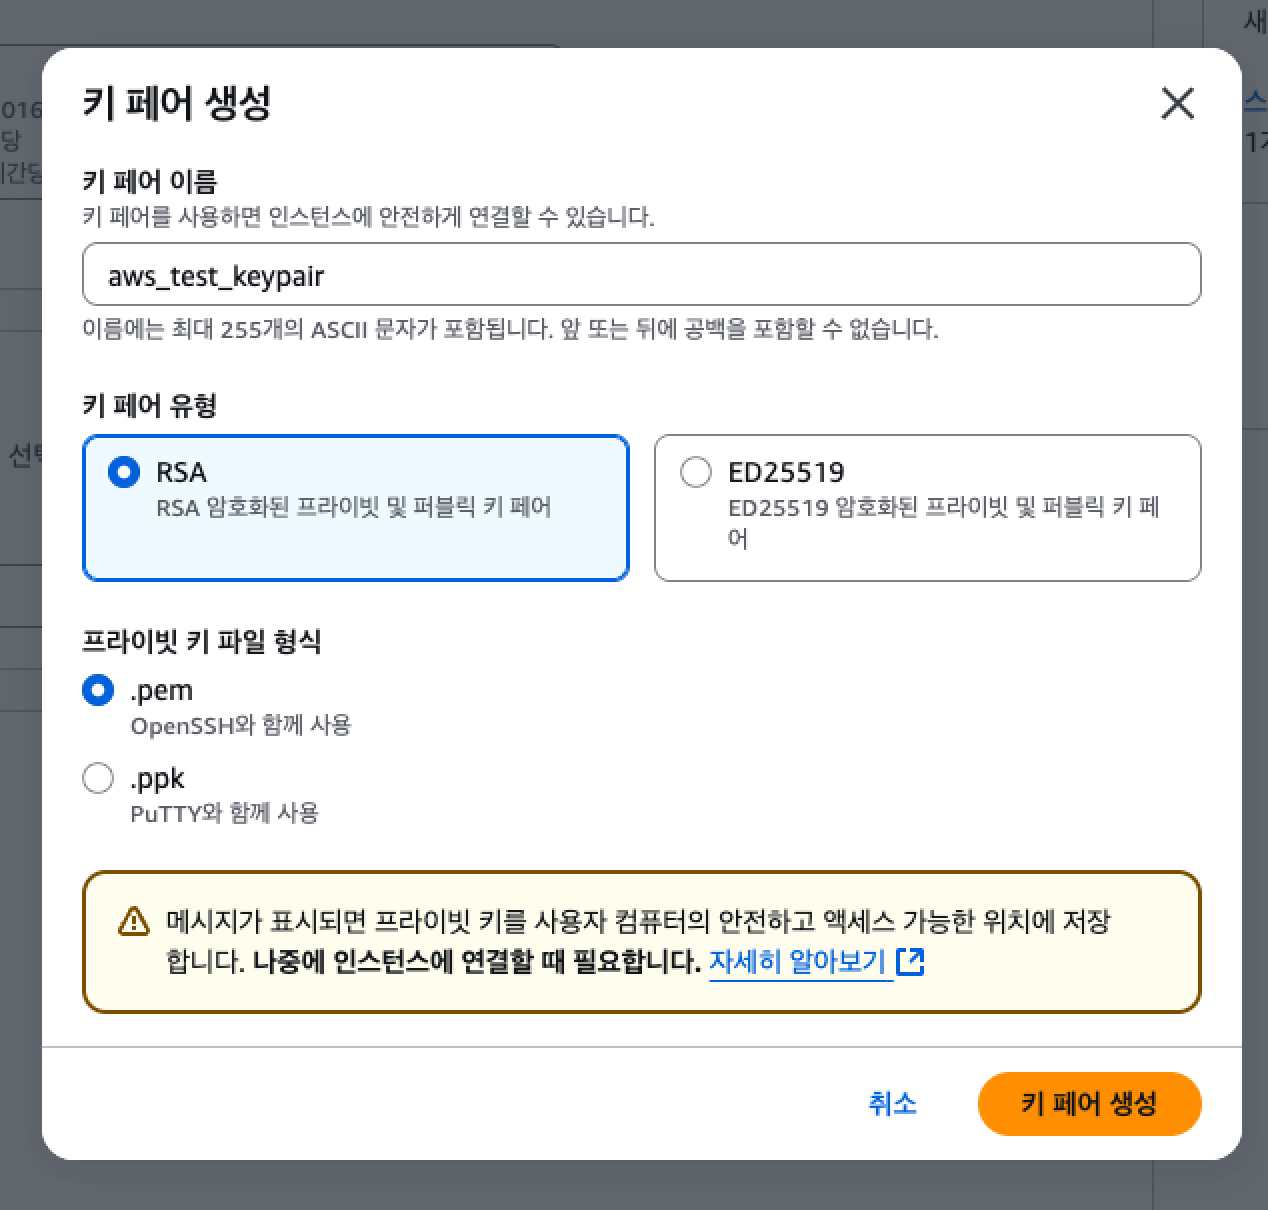 새
키 페어 생성
016
당
간당
스
키 페어 이름
키 페어를 사용하면 인스턴스에 안전하게 연결할 수 있습니다.
aws_test_keypair
이름에는 최대 255개의 ASCII 문자가 포함됩니다. 앞 또는 뒤에 공백을 포함할 수 없습니다.
키 페어 유형
선택
RSA
RSA 암호화된 프라이빗 및 퍼블릭 키 페어
ED25519
ED25519 암호화된 프라이빗 및 퍼블릭 키 페
어
프라이빗 키 파일 형식
.pem
OpenSSH와 함께 사용
.ppk
PuTTY와 함께 사용
메시지가 표시되면 프라이빗 키를 사용자 컴퓨터의 안전하고 액세스 가능한 위치에 저장
합니다. 나중에 인스턴스에 연결할 때 필요합니다. 자세히 알아보기
취소
키 페어 생성